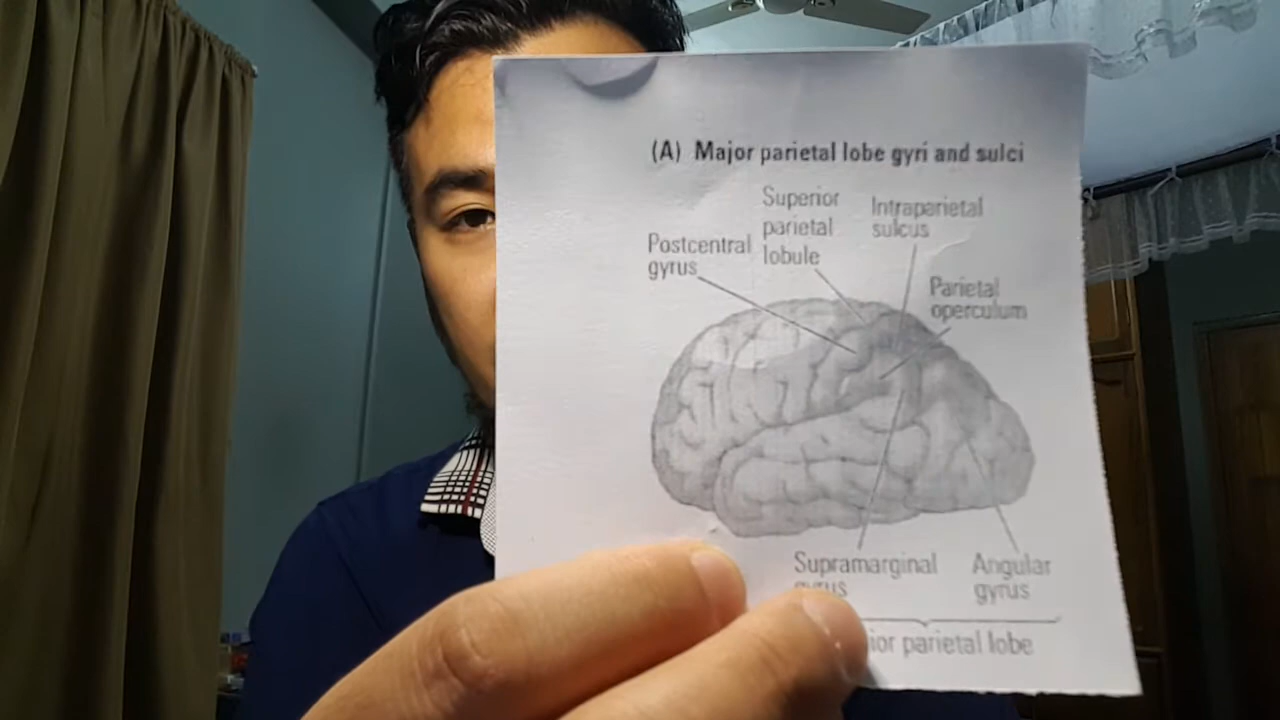 (A) Major parietal lobe gyri and sulci
Superior
parietal
lobule
Intraparietal
sulcus
Postcentral
gyrus
Parietal
operculum
Supramarginal
gyrus
Angular
gyrus
parietal lobe